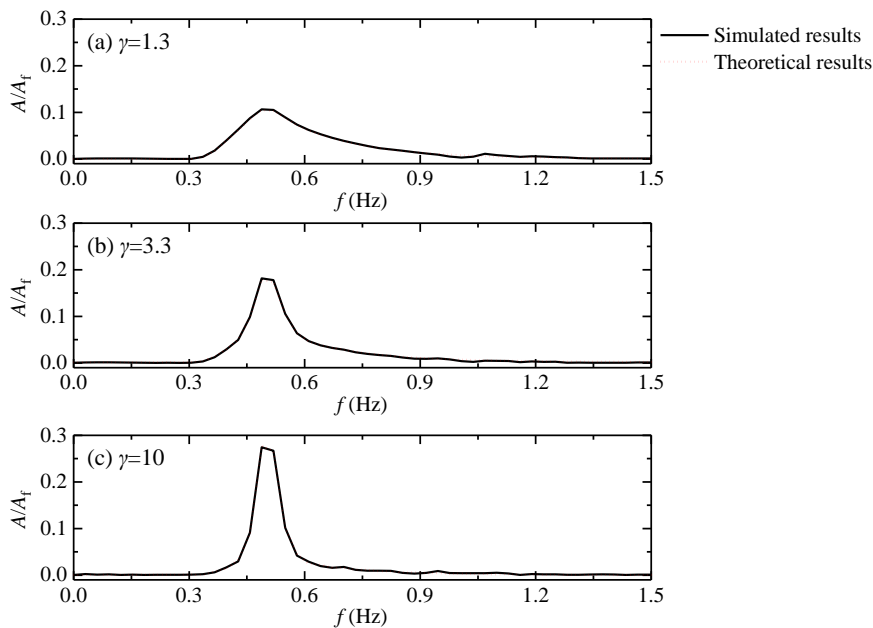 0.3
(a) γ=1.3
0.2
A/A_f
0.1
0.0
0.0 0.3 0.6 0.9 1.2 1.5
f (Hz)
Simulated results
Theoretical results
0.3
(b) γ=3.3
0.2
A/A_f
0.1
0.0
0.0 0.3 0.6 0.9 1.2 1.5
f (Hz)
0.3
(c) γ=10
0.2
A/A_f
0.1
0.0
0.0 0.3 0.6 0.9 1.2 1.5
f (Hz)